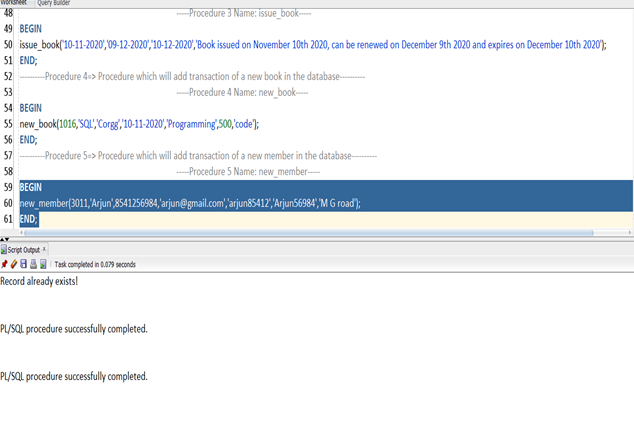 Worksheet Query Builder
48 -----Procedure 3 Name: issue_book-----
49 BEGIN
50 issue_book('10-11-2020','09-12-2020','10-12-2020','Book issued on November 10th 2020, can be renewed on December 9th 2020 and expires on December 10th 2020');
51 END;
52 ----------Procedure 4=> Procedure which will add transaction of a new book in the database----------
53 -----Procedure 4 Name: new_book-----
54 BEGIN
55 new_book(1016,'SQL','Corgg','10-11-2020','Programming',500,'code');
56 END;
57 ----------Procedure 5=> Procedure which will add transaction of a new member in the database----------
58 -----Procedure 5 Name: new_member-----
59 BEGIN
60 new_member(3011,'Arjun',8541256984,'arjun@gmail.com','arjun85412','Arjun56984','M G road');
61 END;
Script Output x
Task completed in 0.079 seconds
Record already exists!
PL/SQL procedure successfully completed.
PL/SQL procedure successfully completed.